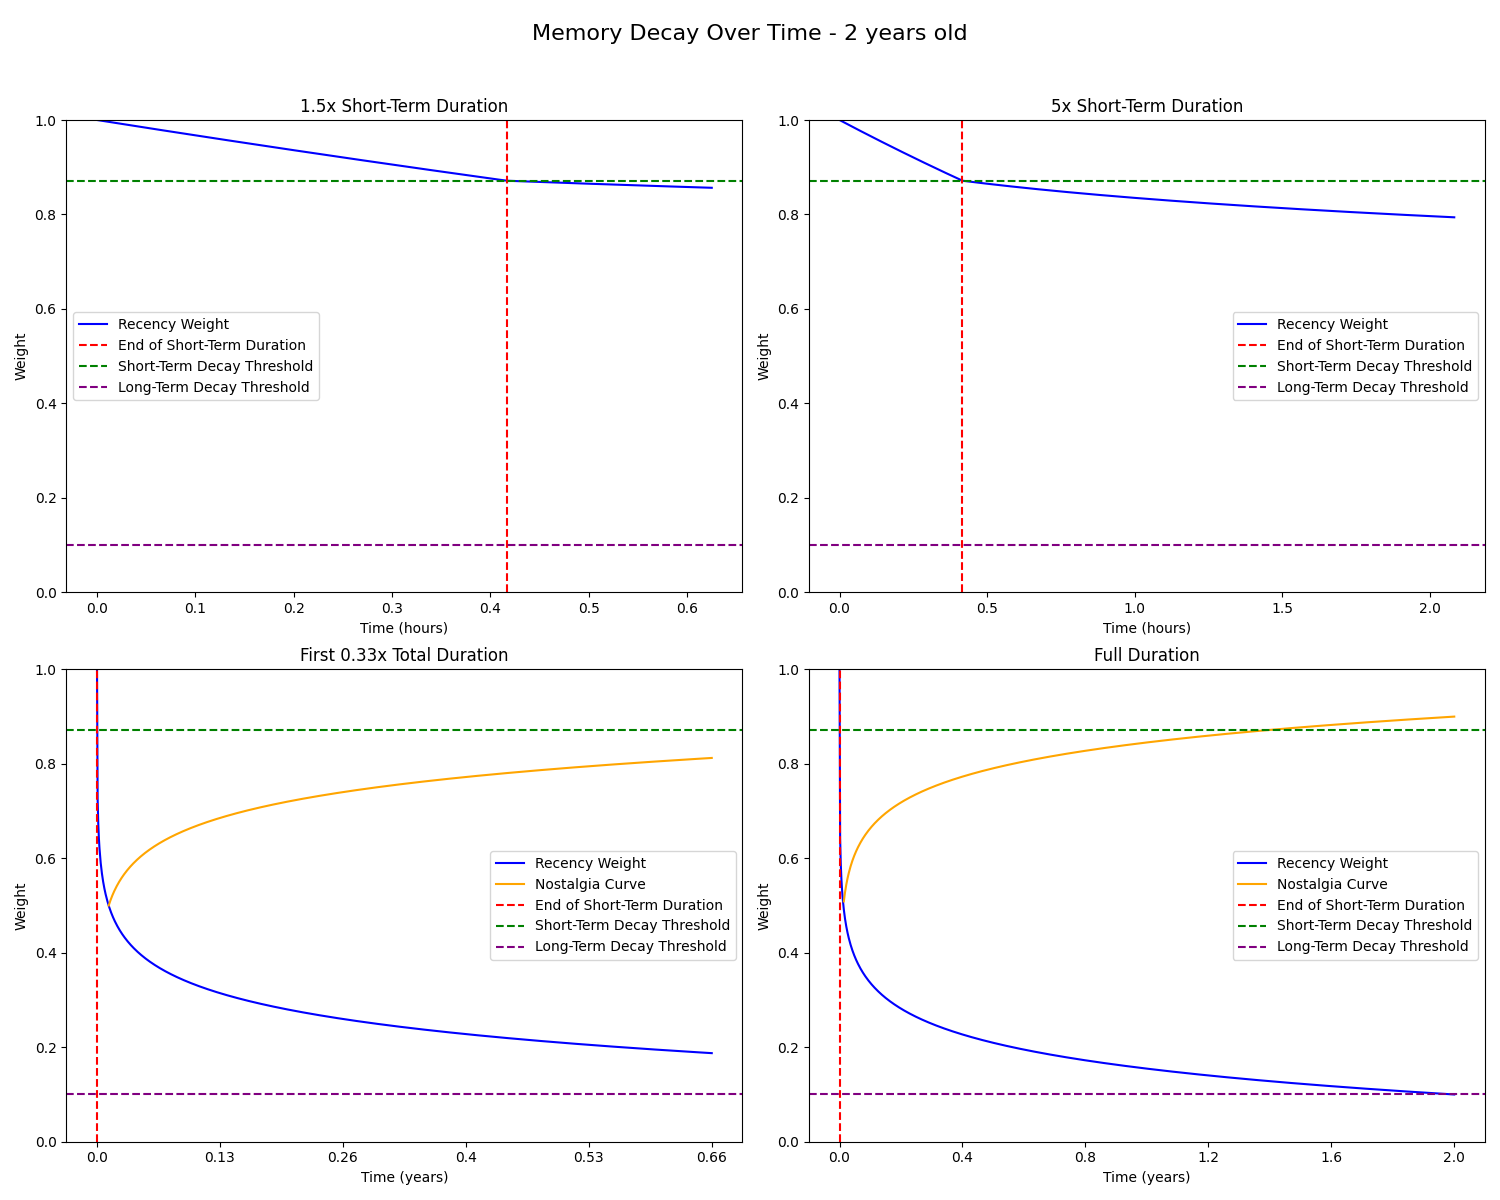 Memory Decay Over Time - 2 years old
1.5x Short-Term Duration
1.0
0.8
0.6
0.4
0.2
0.0
Weight
Recency Weight
End of Short-Term Duration
Short-Term Decay Threshold
Long-Term Decay Threshold
0.0 0.1 0.2 0.3 0.4 0.5 0.6
Time (hours)
5x Short-Term Duration
1.0
0.8
0.6
0.4
0.2
0.0
Weight
Recency Weight
End of Short-Term Duration
Short-Term Decay Threshold
Long-Term Decay Threshold
0.0 0.5 1.0 1.5 2.0
Time (hours)
First 0.33x Total Duration
1.0
0.8
0.6
0.4
0.2
0.0
Weight
Recency Weight
Nostalgia Curve
End of Short-Term Duration
Short-Term Decay Threshold
Long-Term Decay Threshold
0.0 0.13 0.26 0.4 0.53 0.66
Time (years)
Full Duration
1.0
0.8
0.6
0.4
0.2
0.0
Weight
Recency Weight
Nostalgia Curve
End of Short-Term Duration
Short-Term Decay Threshold
Long-Term Decay Threshold
0.0 0.4 0.8 1.2 1.6 2.0
Time (years)